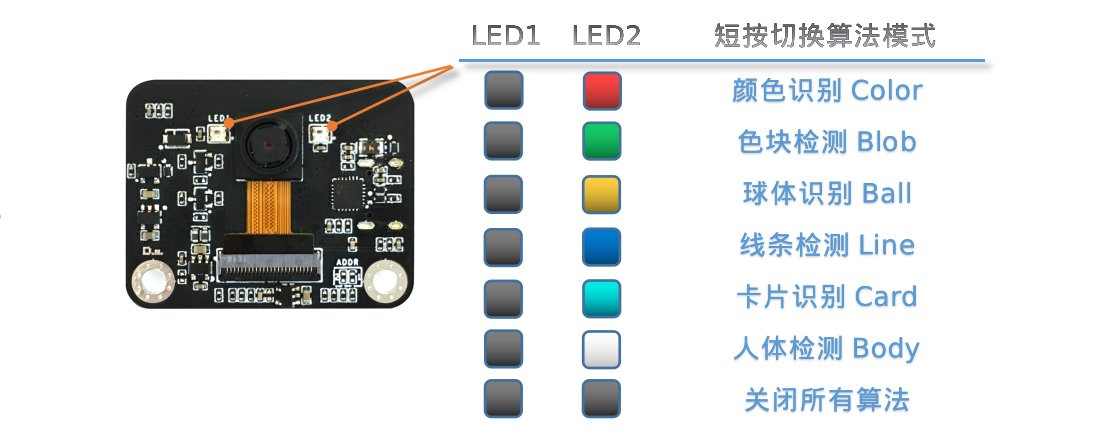 LED1 LED2 短按切换算法模式
颜色识别 Color
LED1 LED2
色块检测 Blob
球体识别 Ball
线条检测 Line
ADDR
卡片识别 Card
人体检测 Body
关闭所有算法